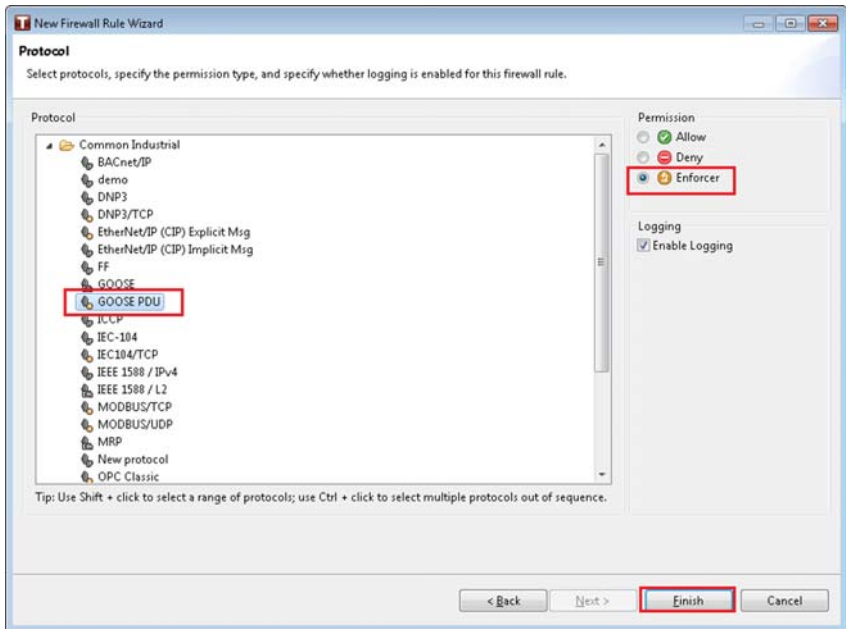 New Firewall Rule Wizard
Protocol
Select protocols, specify the permission type, and specify whether logging is enabled for this firewall rule.
Protocol
Common Industrial
BACnet/IP
demo
DNP3
DNP3/TCP
EtherNet/IP (CIP) Explicit Msg
EtherNet/IP (CIP) Implicit Msg
FF
GOOSE
GOOSE PDU
ICCP
IEC-104
IEC104/TCP
IEEE 1588 / IPv4
IEEE 1588 / L2
MODBUS/TCP
MODBUS/UDP
MRP
New protocol
OPC Classic
Tip: Use Shift + click to select a range of protocols; use Ctrl + click to select multiple protocols out of sequence.
Permission
Allow
Deny
Enforcer
Logging
Enable Logging
< Back
Next >
Finish
Cancel